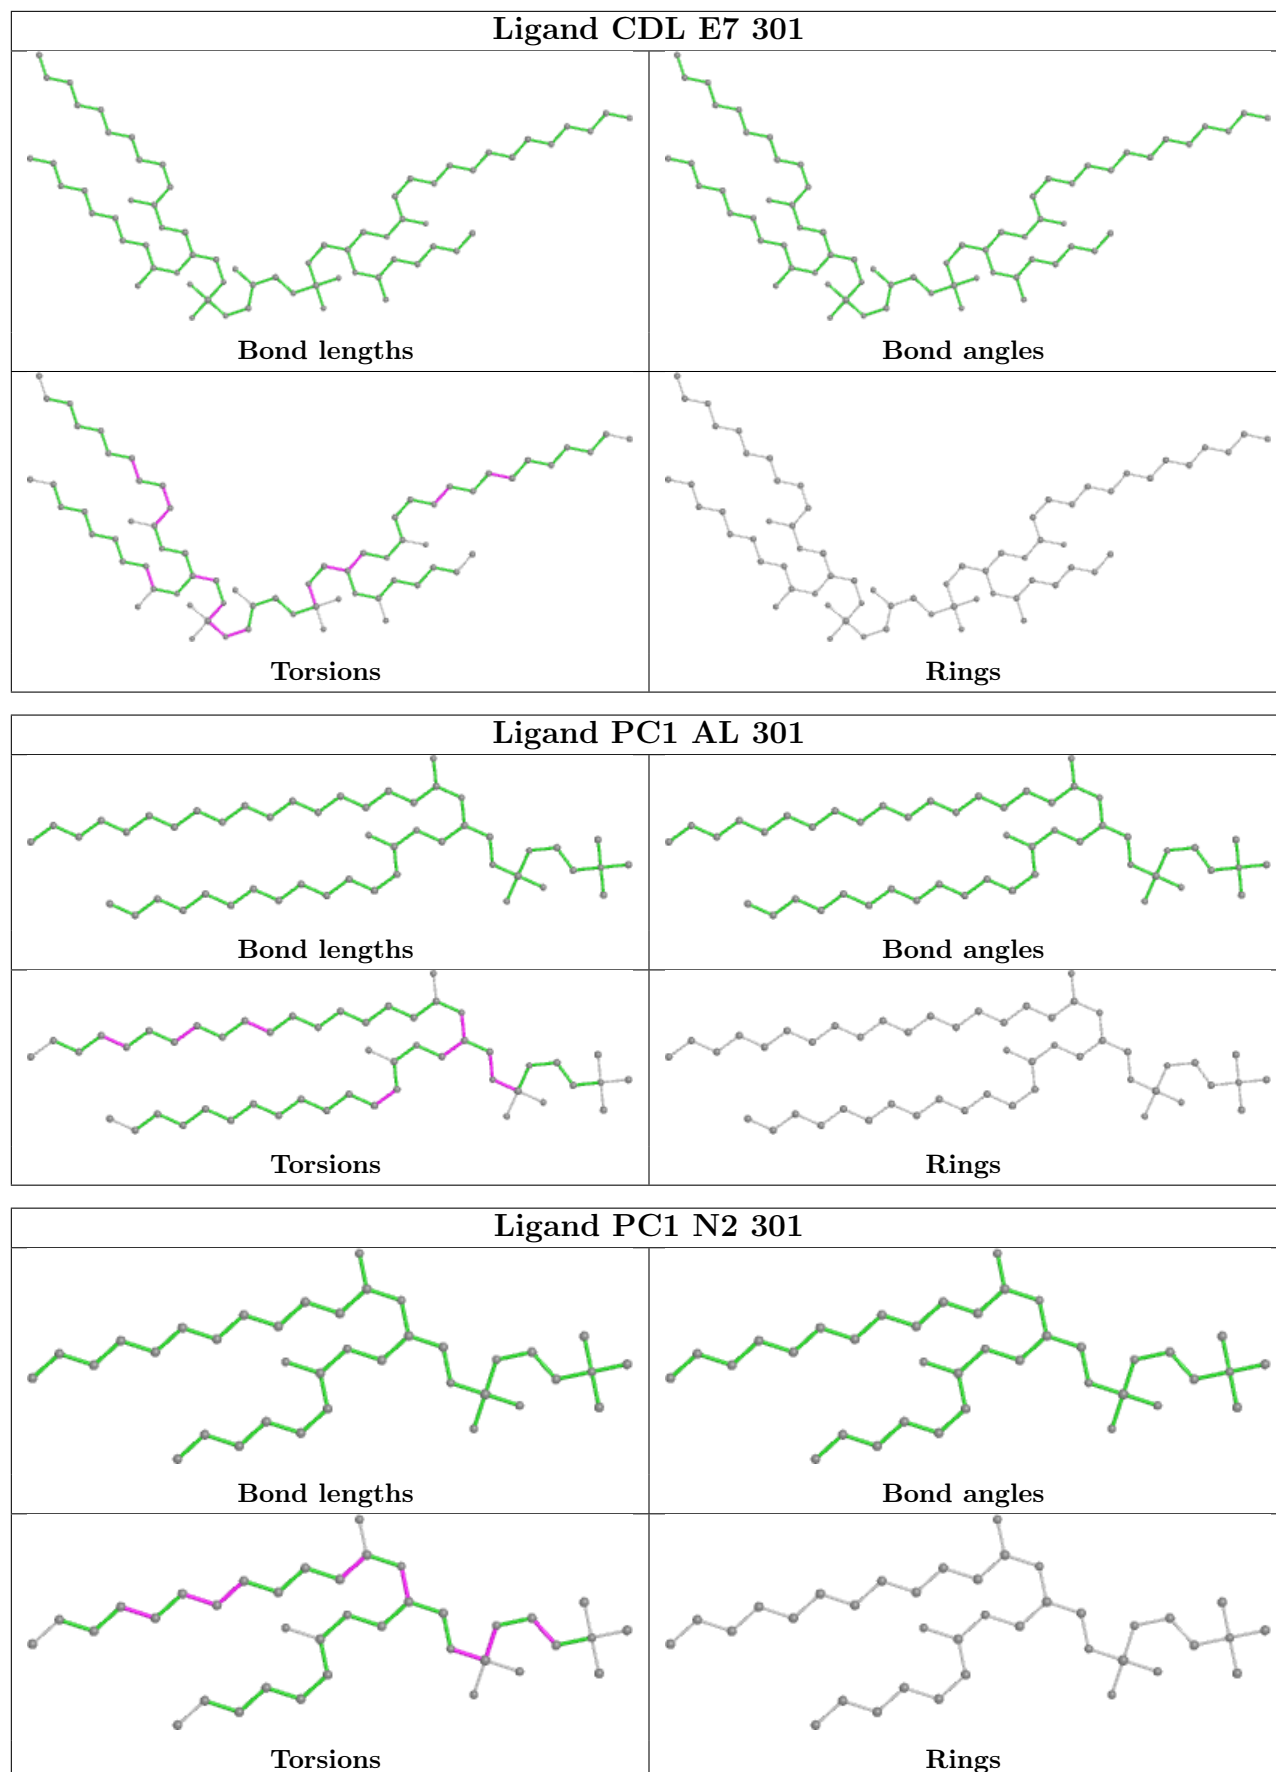 Ligand CDL E7 301
Bond lengths
Bond angles
Torsions
Rings
Ligand PC1 AL 301
Bond lengths
Bond angles
Torsions
Rings
Ligand PC1 N2 301
Bond lengths
Bond angles
Torsions
Rings